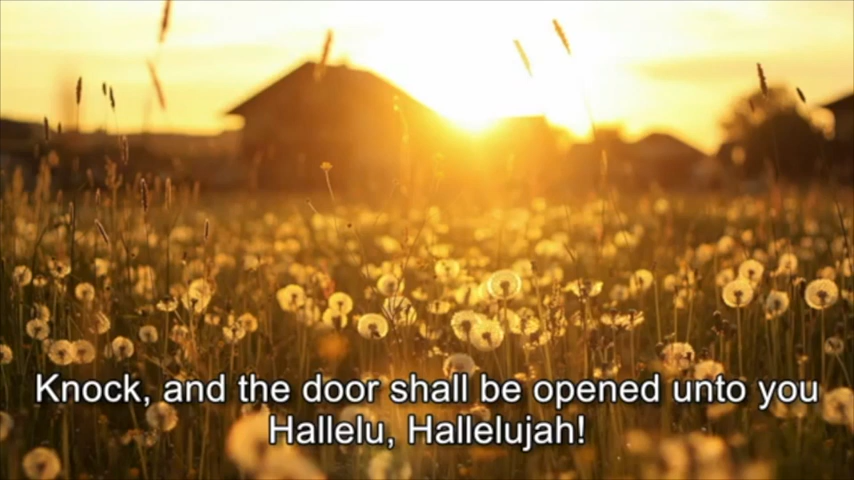 Knock, and the door shall be opened unto you
Hallelu, Hallelujah!